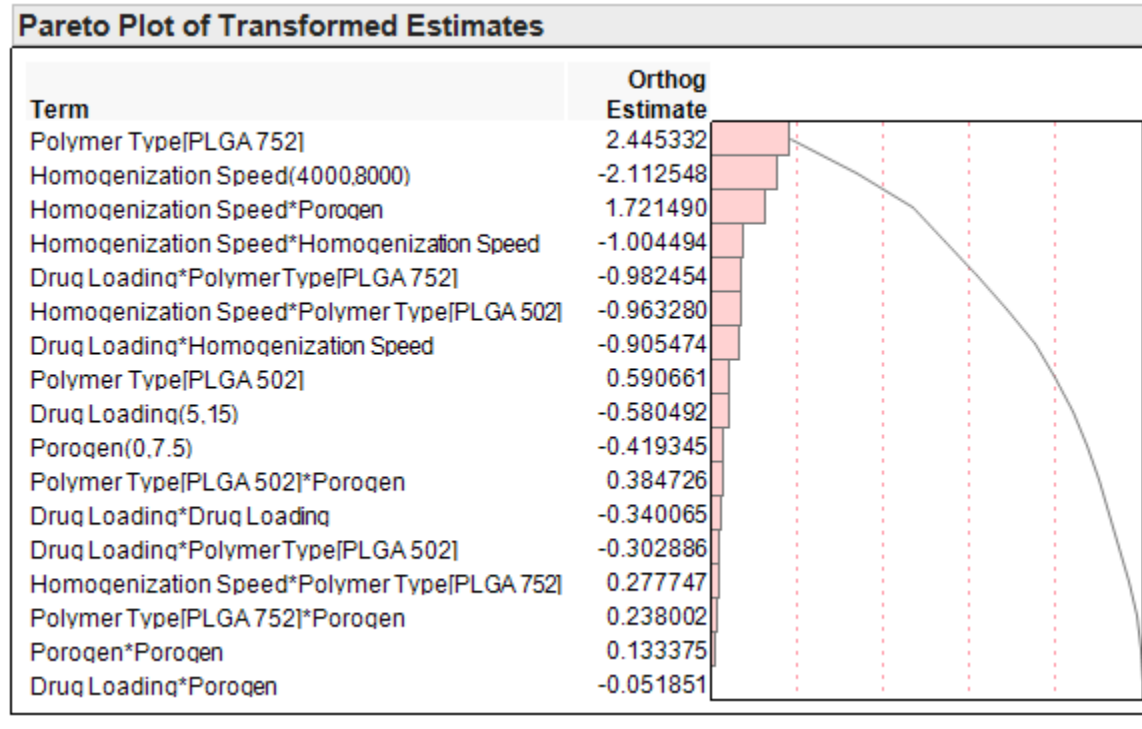 Pareto Plot of Transformed Estimates
Orthog
Term Estimate
Polymer Type[PLGA 752] 2.445332
Homogenization Speed(4000,8000) -2.112548
Homogenization Speed*Porogen 1.721490
Homogenization Speed*Homogenization Speed -1.004494
Drug Loading*Polymer Type[PLGA 752] -0.982454
Homogenization Speed*Polymer Type[PLGA 502] -0.963280
Drug Loading*Homogenization Speed -0.905474
Polymer Type[PLGA 502] 0.590661
Drug Loading(5,15) -0.580492
Porogen(0,7.5) -0.419345
Polymer Type[PLGA 502]*Porogen 0.384726
Drug Loading*Drug Loading -0.340065
Drug Loading*Polymer Type[PLGA 502] -0.302886
Homogenization Speed*Polymer Type[PLGA 752] 0.277747
Polymer Type[PLGA 752]*Porogen 0.238002
Porogen*Porogen 0.133375
Drug Loading*Porogen -0.051851